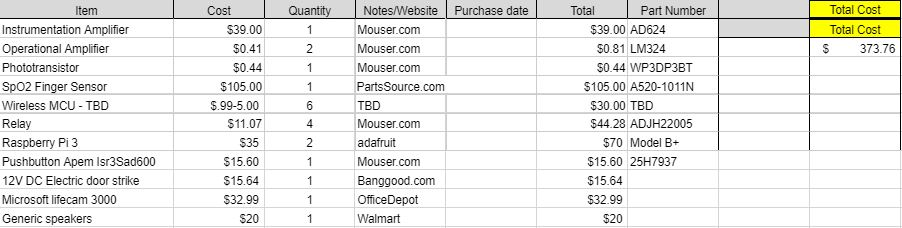 Item Cost Quantity Notes/Website Purchase date Total Part Number Total Cost
Instrumentation Amplifier $39.00 1 Mouser.com $39.00 AD624 Total Cost
Operational Amplifier $0.41 2 Mouser.com $0.81 LM324 $ 373.76
Phototransistor $0.44 1 Mouser.com $0.44 WP3DP3BT
SpO2 Finger Sensor $105.00 1 PartsSource.com $105.00 A520-1011N
Wireless MCU - TBD $.99-5.00 6 TBD $30.00 TBD
Relay $11.07 4 Mouser.com $44.28 ADJH22005
Raspberry Pi 3 $35 2 adafruit $70 Model B+
Pushbutton Apem Isr3Sad600 $15.60 1 Mouser.com $15.60 25H7937
12V DC Electric door strike $15.64 1 Banggood.com $15.64
Microsoft lifecam 3000 $32.99 1 OfficeDepot $32.99
Generic speakers $20 1 Walmart $20